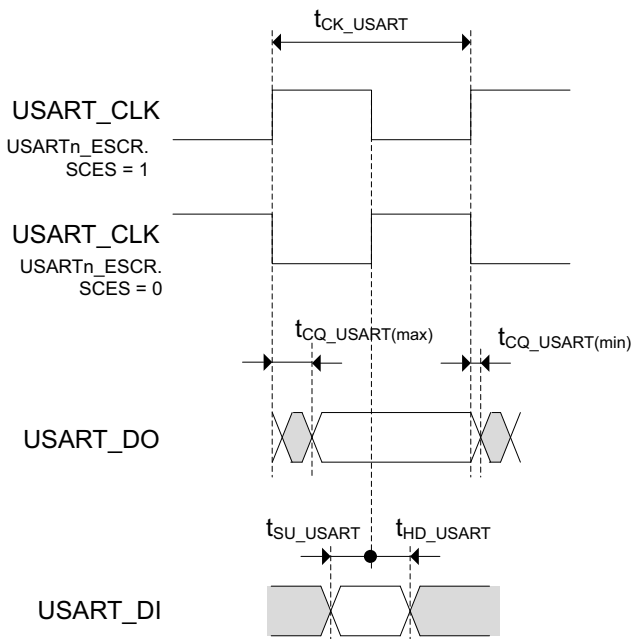 tCK_USART
USART_CLK
USARTn_ESCR.
SCES = 1
USART_CLK
USARTn_ESCR.
SCES = 0
tCQ_USART(max)
tCQ_USART(min)
USART_DO
tSU_USART
tHD_USART
USART_DI